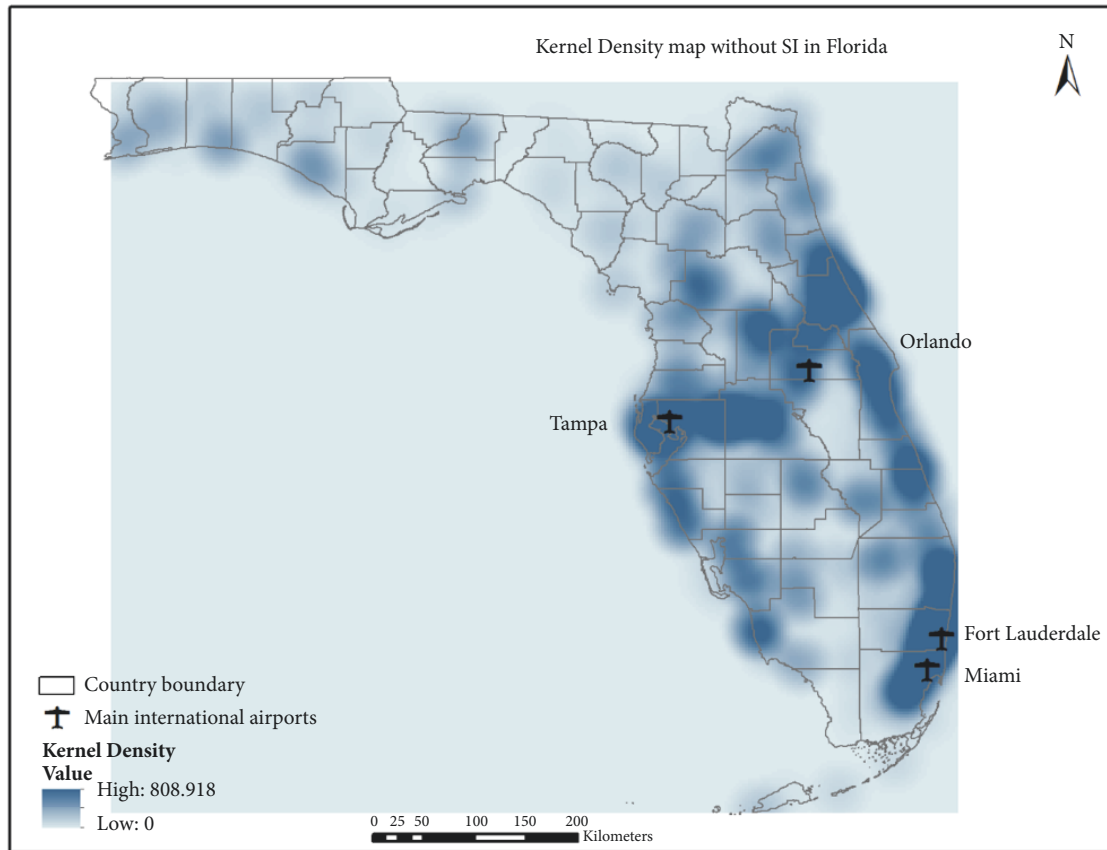 Kernel Density map without SI in Florida
N
Orlando
Tampa
Fort Lauderdale
Miami
Country boundary
Main international airports
Kernel Density
Value
High: 808.918
Low: 0
0 25 50 100 150 200
Kilometers